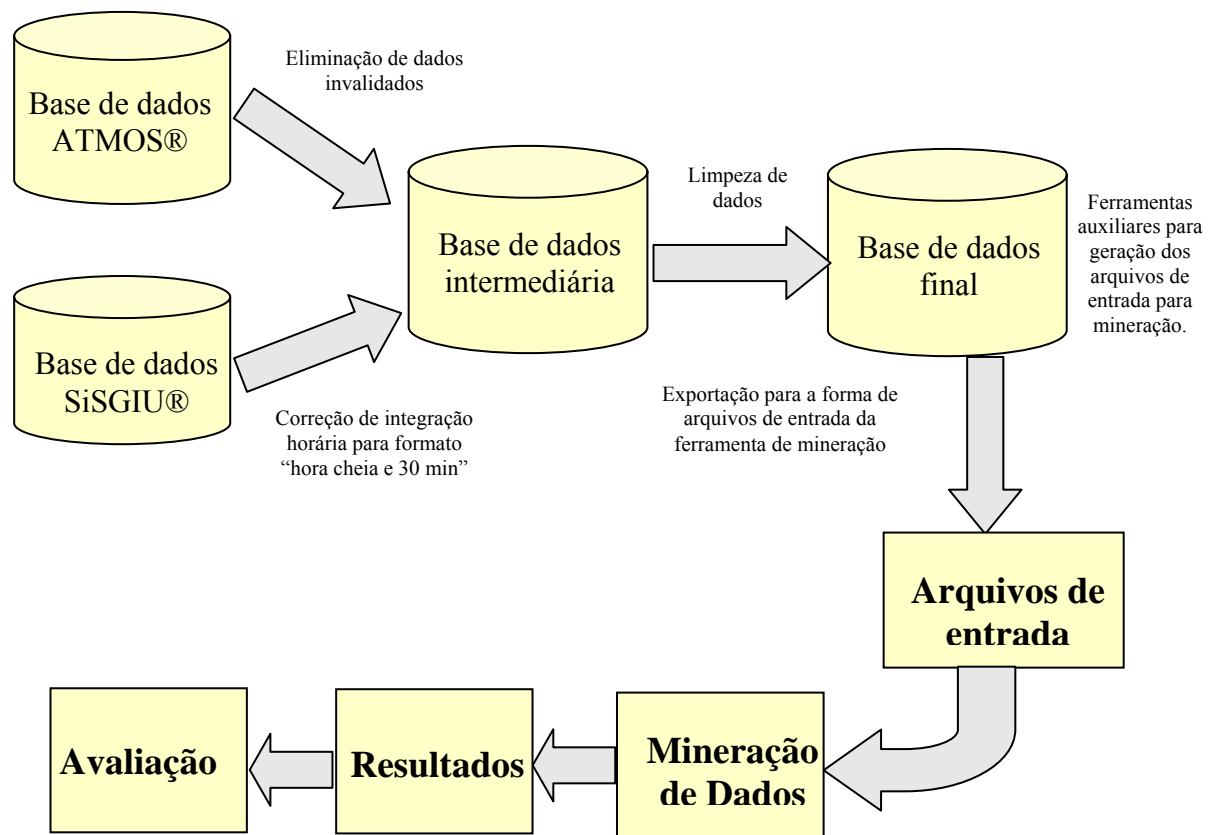 Base de dados
ATMOS®
Eliminação de dados
invalidados
Base de dados
SiSGIU®
Correção de integração
horária para formato
“hora cheia e 30 min”
Base de dados
intermediária
Limpeza de
dados
Base de dados
final
Ferramentas
auxiliares para
geração dos
arquivos de
entrada para
mineração.
Exportação para a forma de
arquivos de entrada da
ferramenta de mineração
Arquivos de
entrada
Mineração
de Dados
Resultados
Avaliação